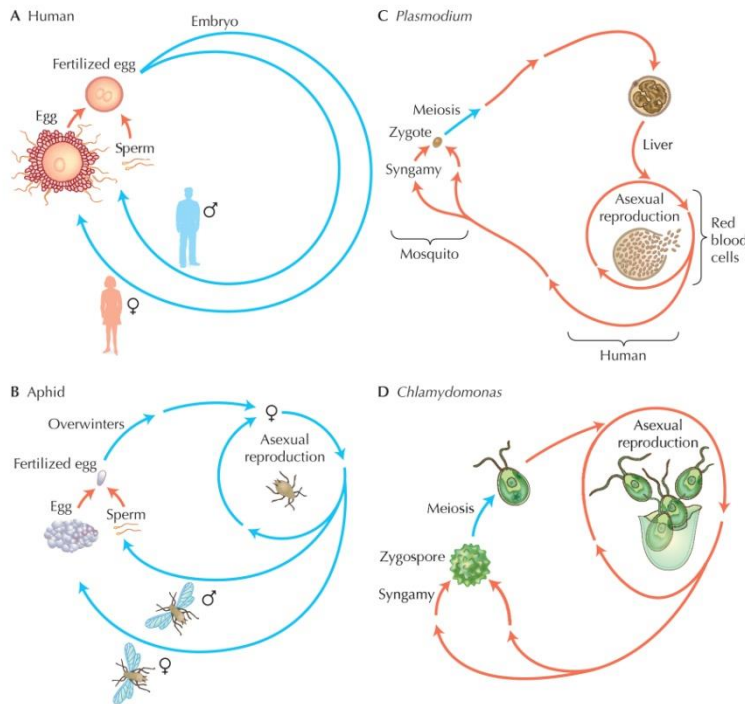 A Human
Embryo
Fertilized egg
Egg
Sperm
♂
♀
B Aphid
Overwinters
♀
Asexual
reproduction
Fertilized egg
Egg
Sperm
♂
♀
C Plasmodium
Meiosis
Zygote
Syngamy
Mosquito
Liver
Asexual
reproduction
Red
blood
cells
Human
D Chlamydomonas
Asexual
reproduction
Meiosis
Zygospore
Syngamy